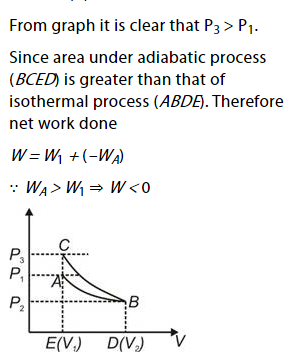 From graph it is clear that P₃ > P₁.
Since area under adiabatic process
(BCED) is greater than that of
isothermal process (ABDE). Therefore
net work done
W = W₁ + (−W_A)
∵ W_A > W₁ ⇒ W < 0
C
P₃
P₁
A
P₂
B
E(V₁)
D(V₂)
V